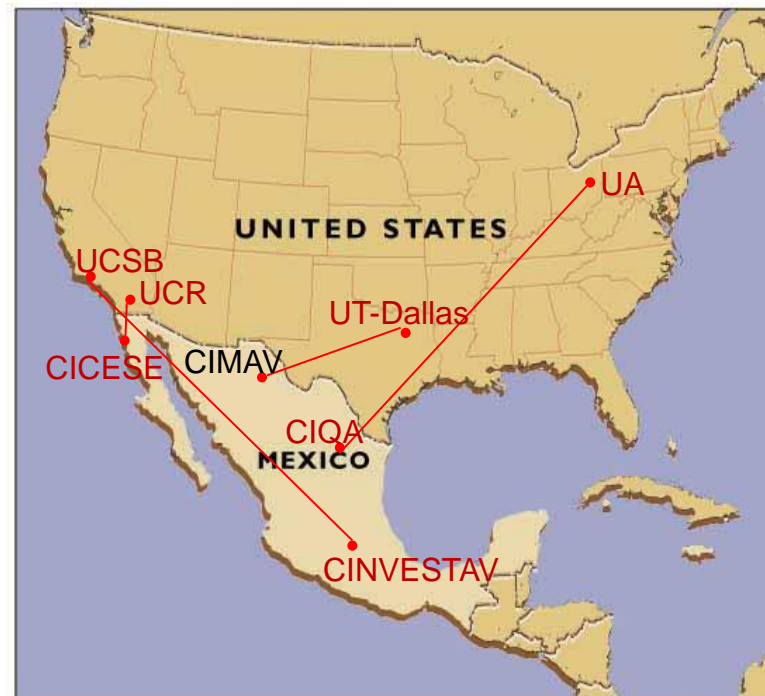 UA
UNITED STATES
UCSB
UCR
UT-Dallas
CICESE
CIMAV
CIQA
MEXICO
CINVESTAV